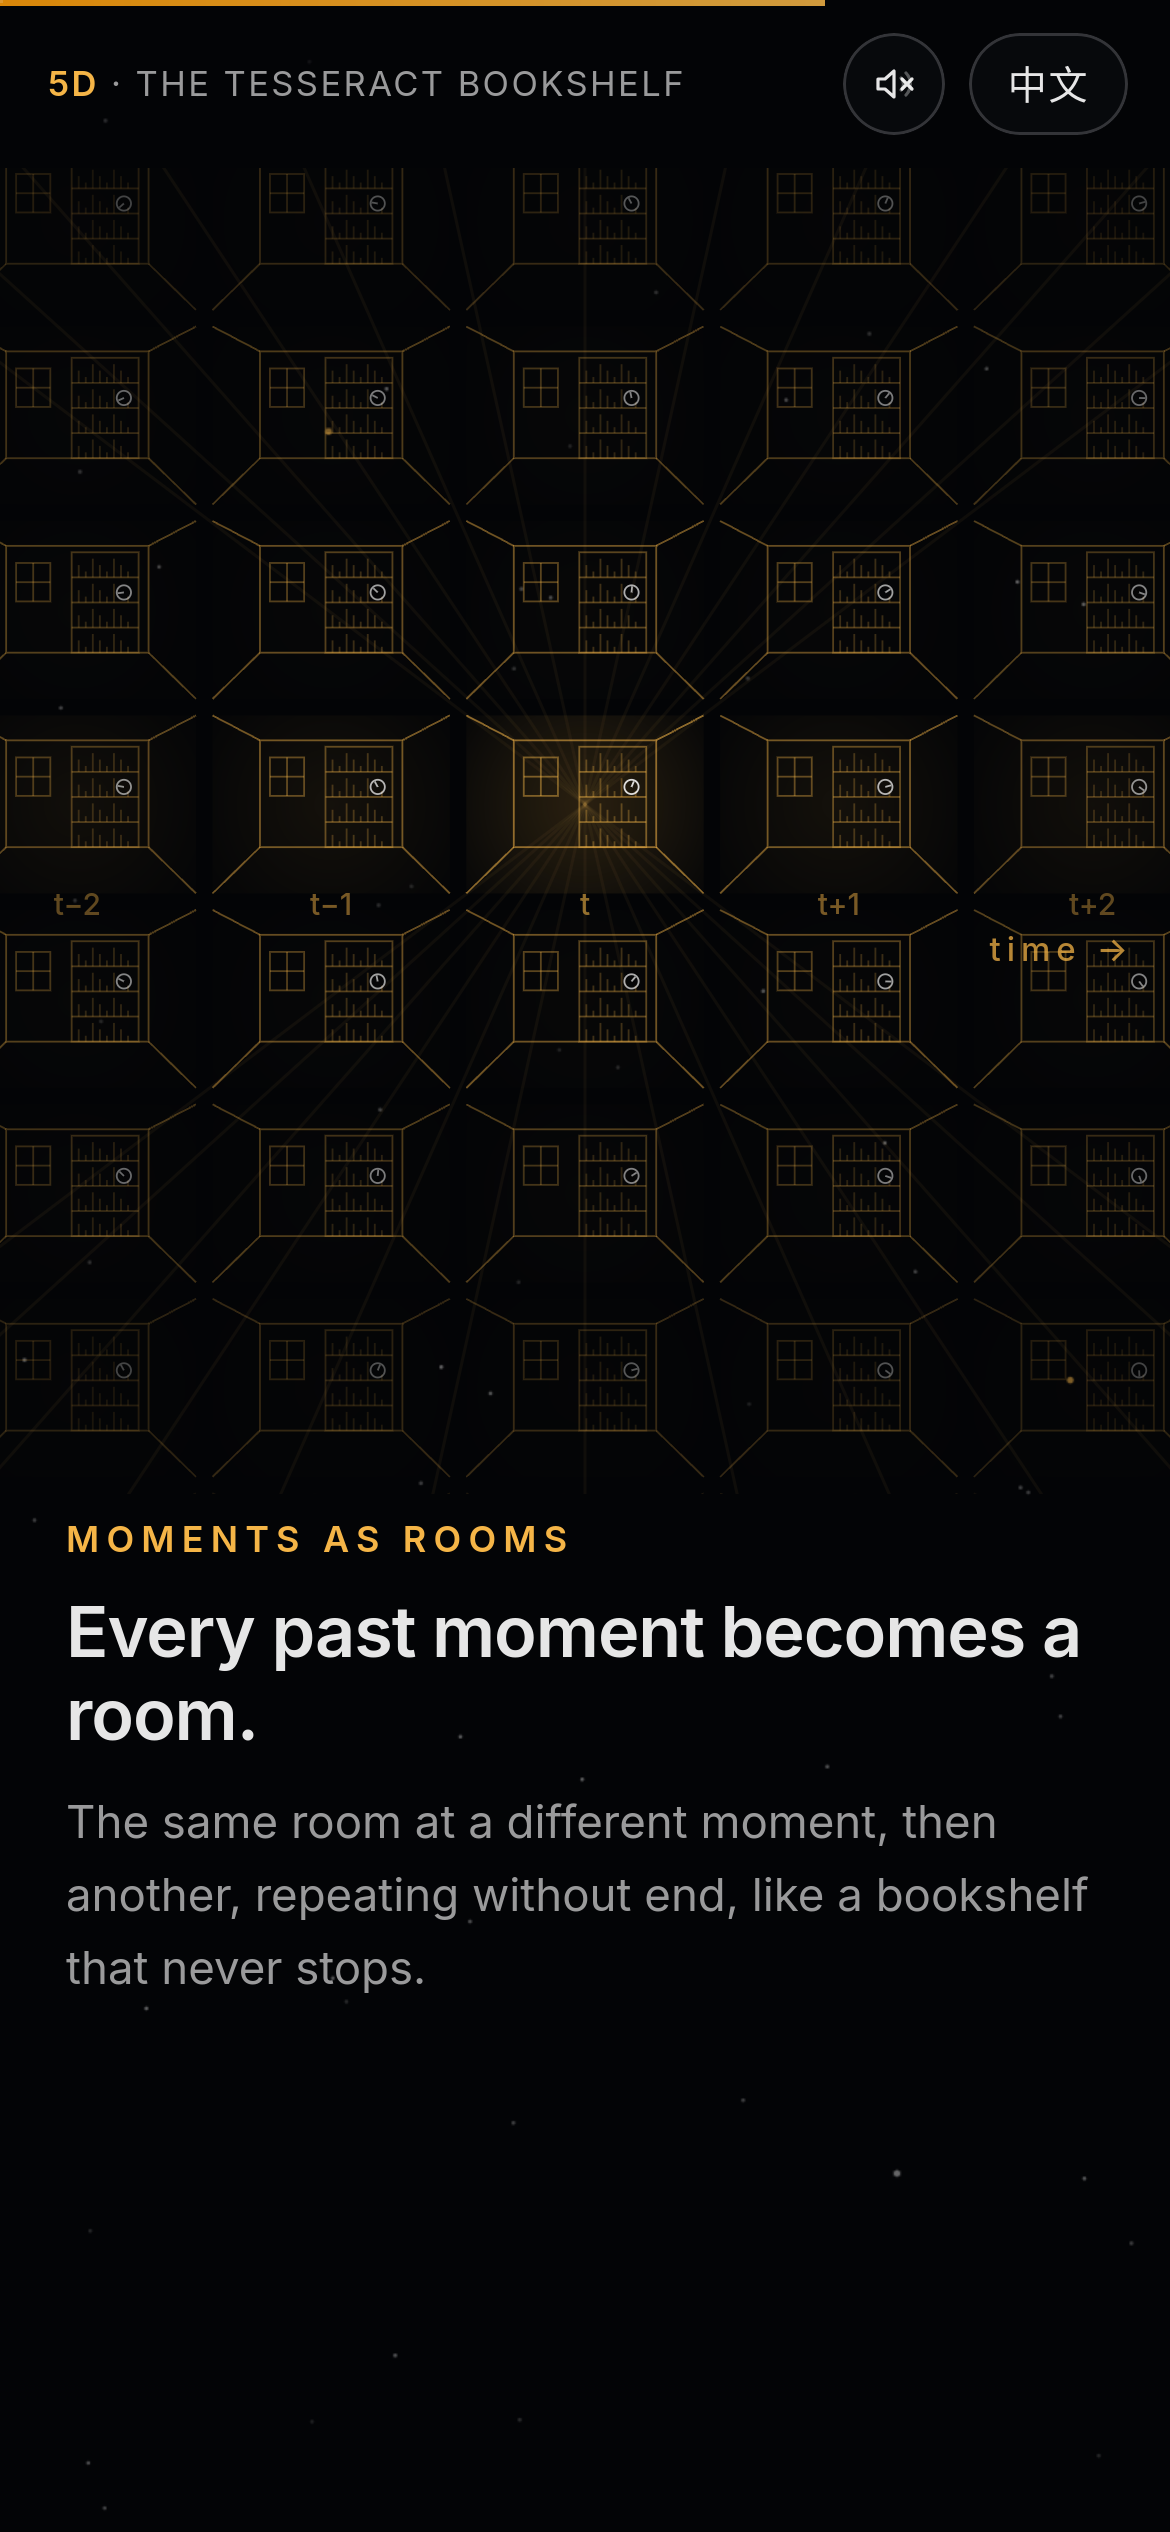 5D · THE TESSERACT BOOKSHELF
中文
t−2 t−1 t t+1 t+2
time →
MOMENTS AS ROOMS
Every past moment becomes a
room.
The same room at a different moment, then
another, repeating without end, like a bookshelf
that never stops.